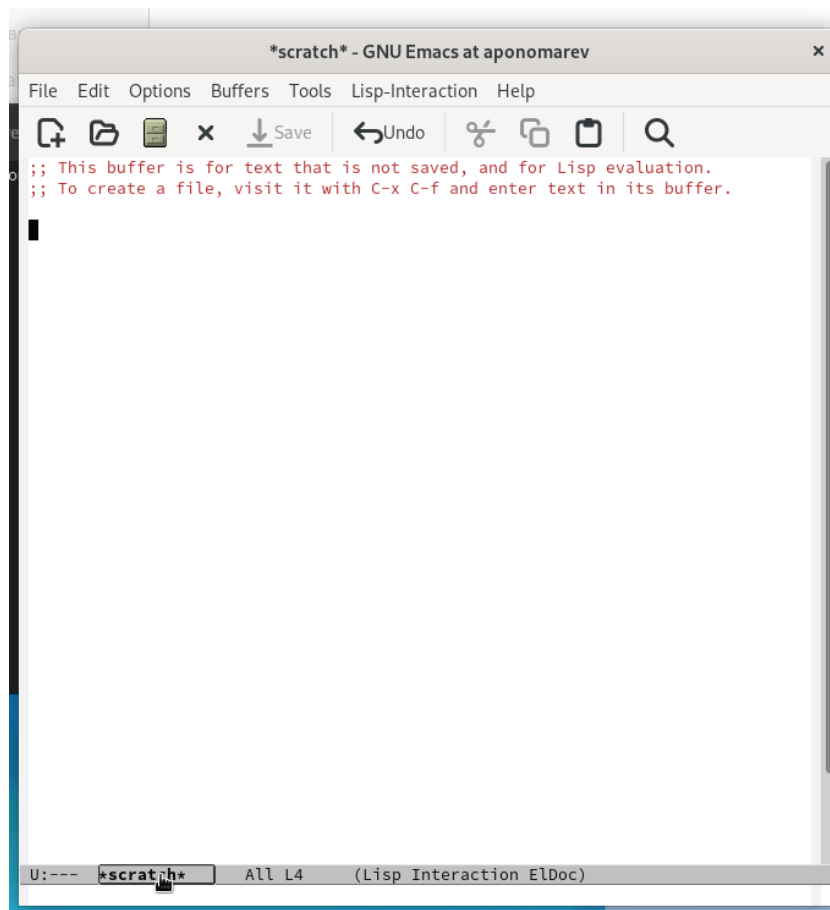 *scratch* - GNU Emacs at aponomarev
File Edit Options Buffers Tools Lisp-Interaction Help
Save Undo
;; This buffer is for text that is not saved, and for Lisp evaluation.
;; To create a file, visit it with C-x C-f and enter text in its buffer.
U:--- *scratch* All L4 (Lisp Interaction ElDoc)